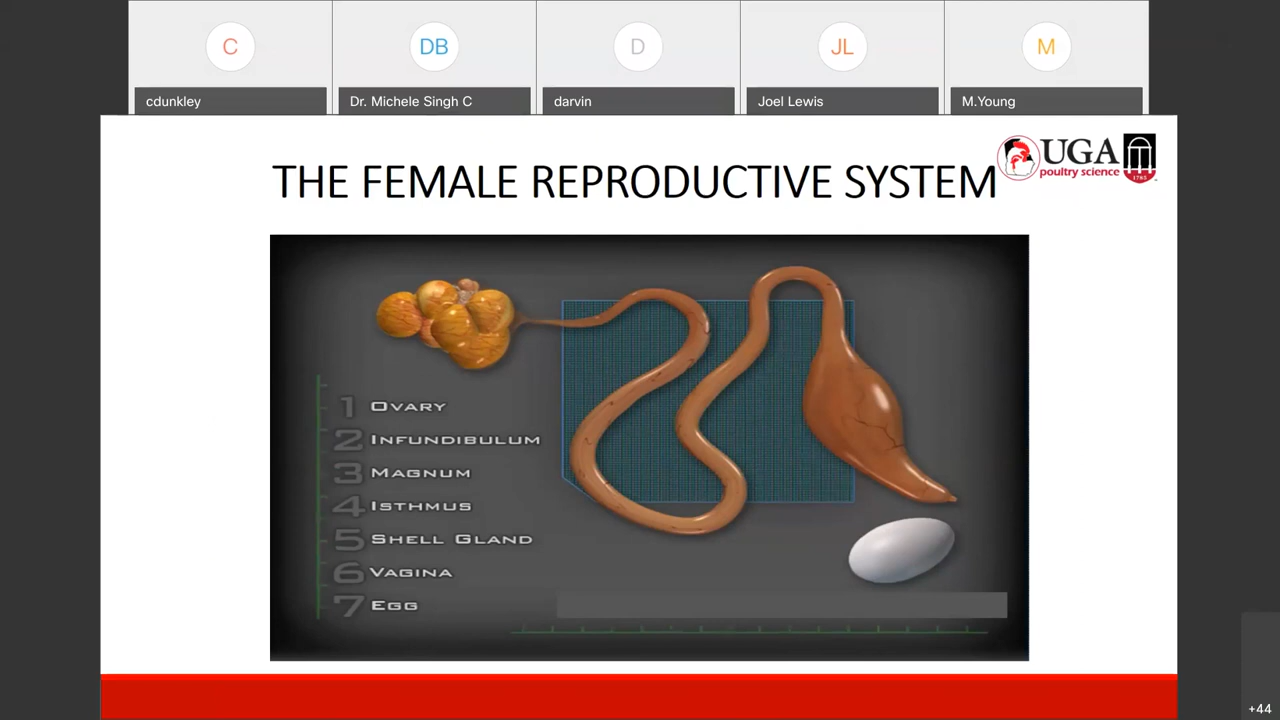 C
DB
D
JL
M
cdunkley
Dr. Michele Singh C
darvin
Joel Lewis
M.Young
THE FEMALE REPRODUCTIVE SYSTEM
UGA
poultry science
1785
1 OVARY
2 INFUNDIBULUM
3 MAGNUM
4 ISTHMUS
5 SHELL GLAND
6 VAGINA
7 EGG
+44